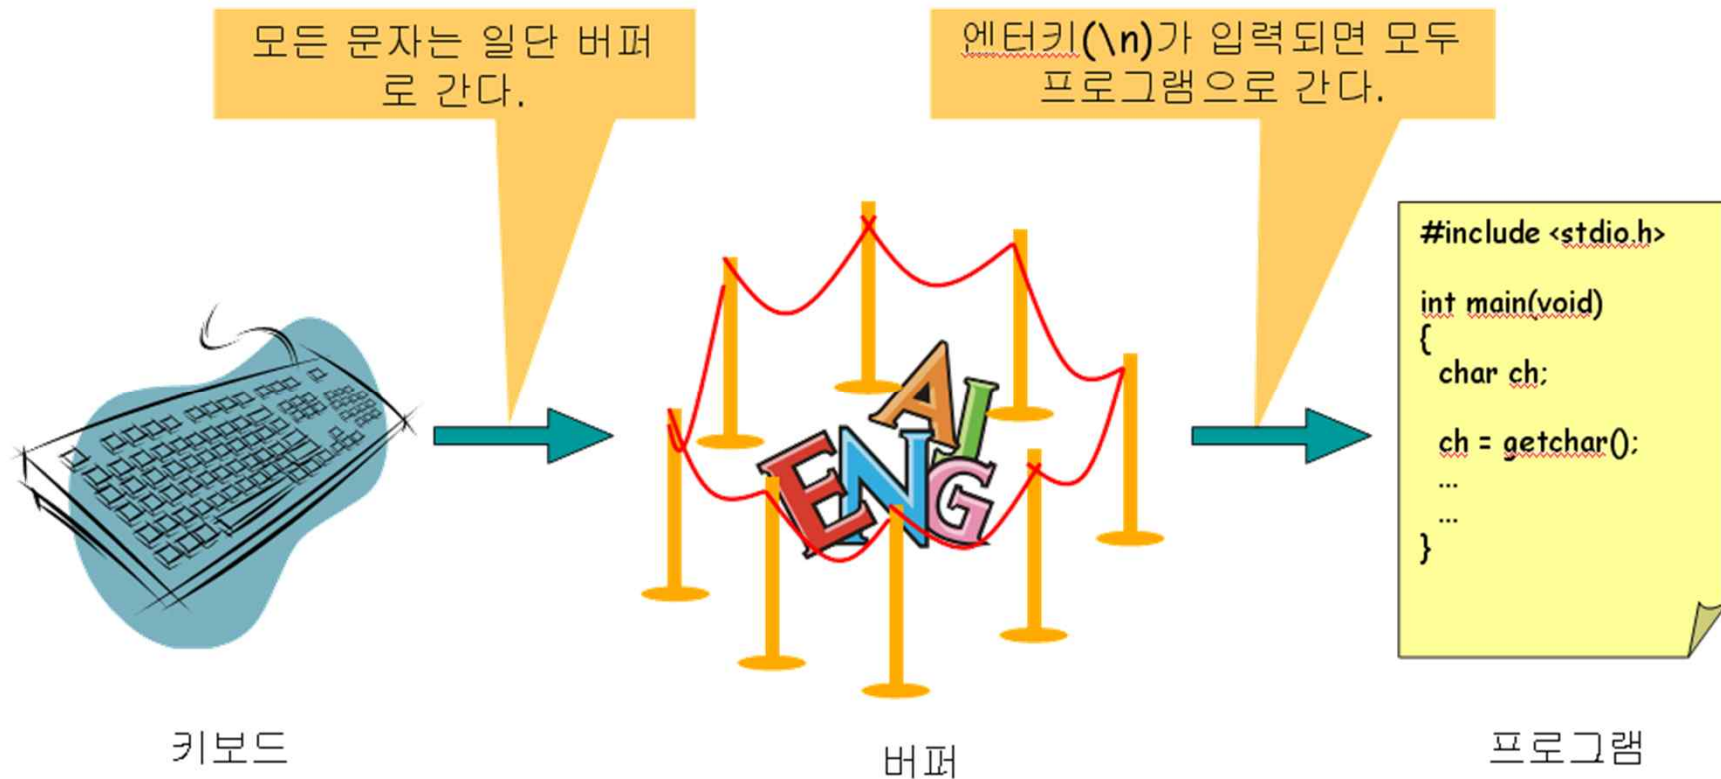 모든 문자는 일단 버퍼
로 간다.
엔터키(\n)가 입력되면 모두
프로그램으로 간다.
AI
ENG
#include <stdio.h>
int main(void)
{
char ch;
ch = getchar();
...
...
}
키보드
버퍼
프로그램